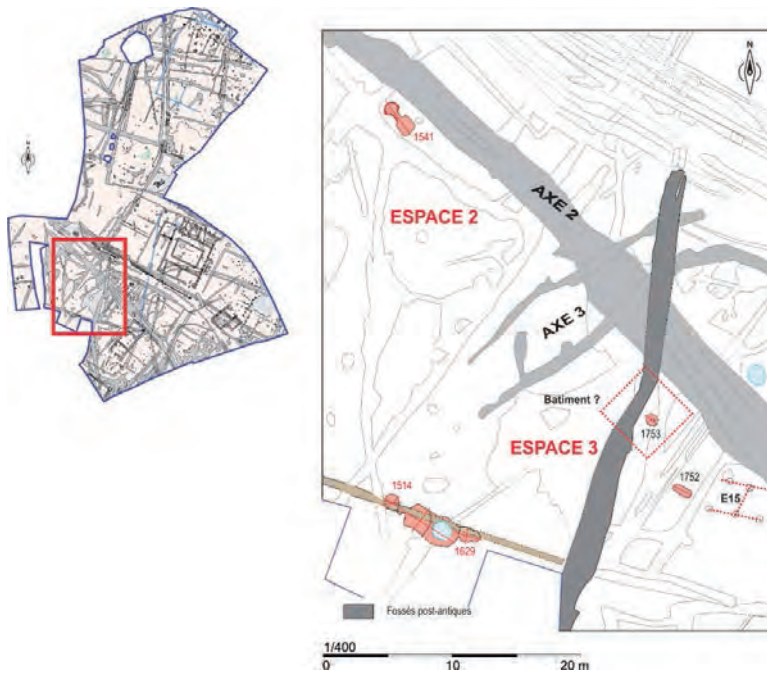 N
N
1541
ESPACE 2
AXE 2
AXE 3
Batiment ?
ESPACE 3
1753
1752
E15
1514
1629
Fossés post-antiques
1/400
0 10 20 m